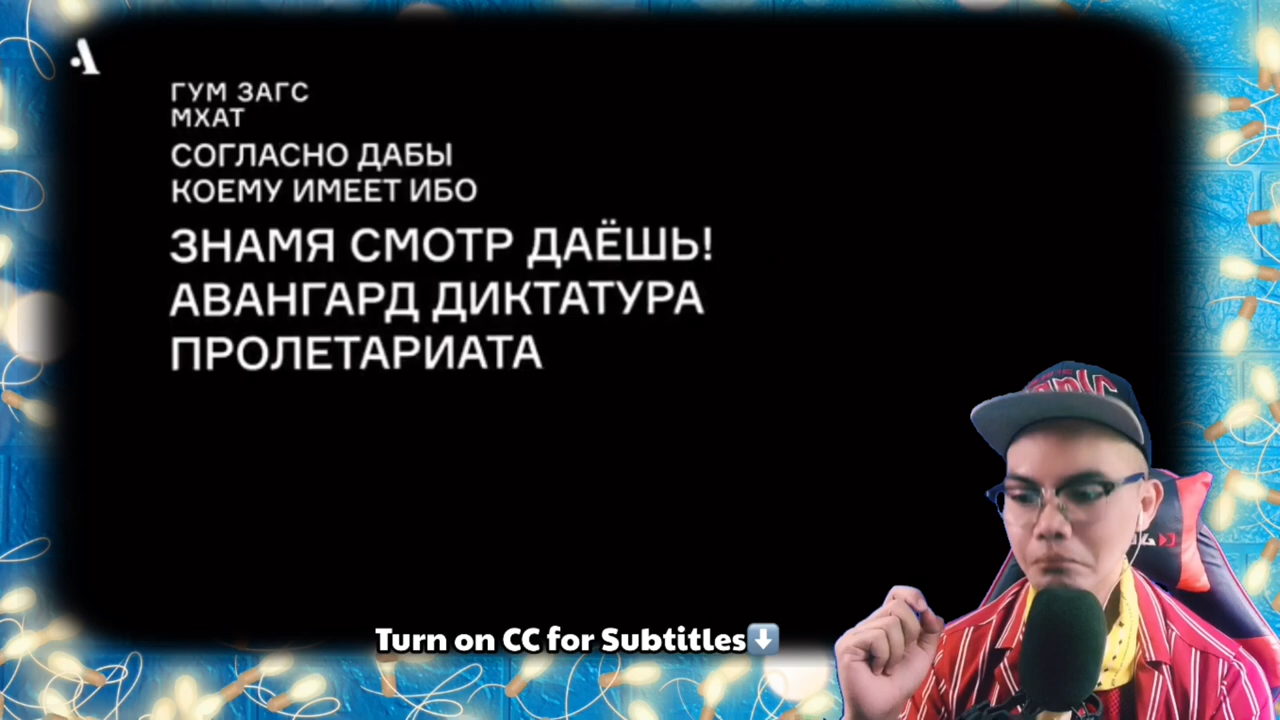 ГУМ ЗАГС
МХАТ
СОГЛАСНО ДАБЫ
КОЕМУ ИМЕЕТ ИБО
ЗНАМЯ СМОТР ДАЁШЬ!
АВАНГАРД ДИКТАТУРА
ПРОЛЕТАРИАТА
Turn on CC for Subtitles⬇️